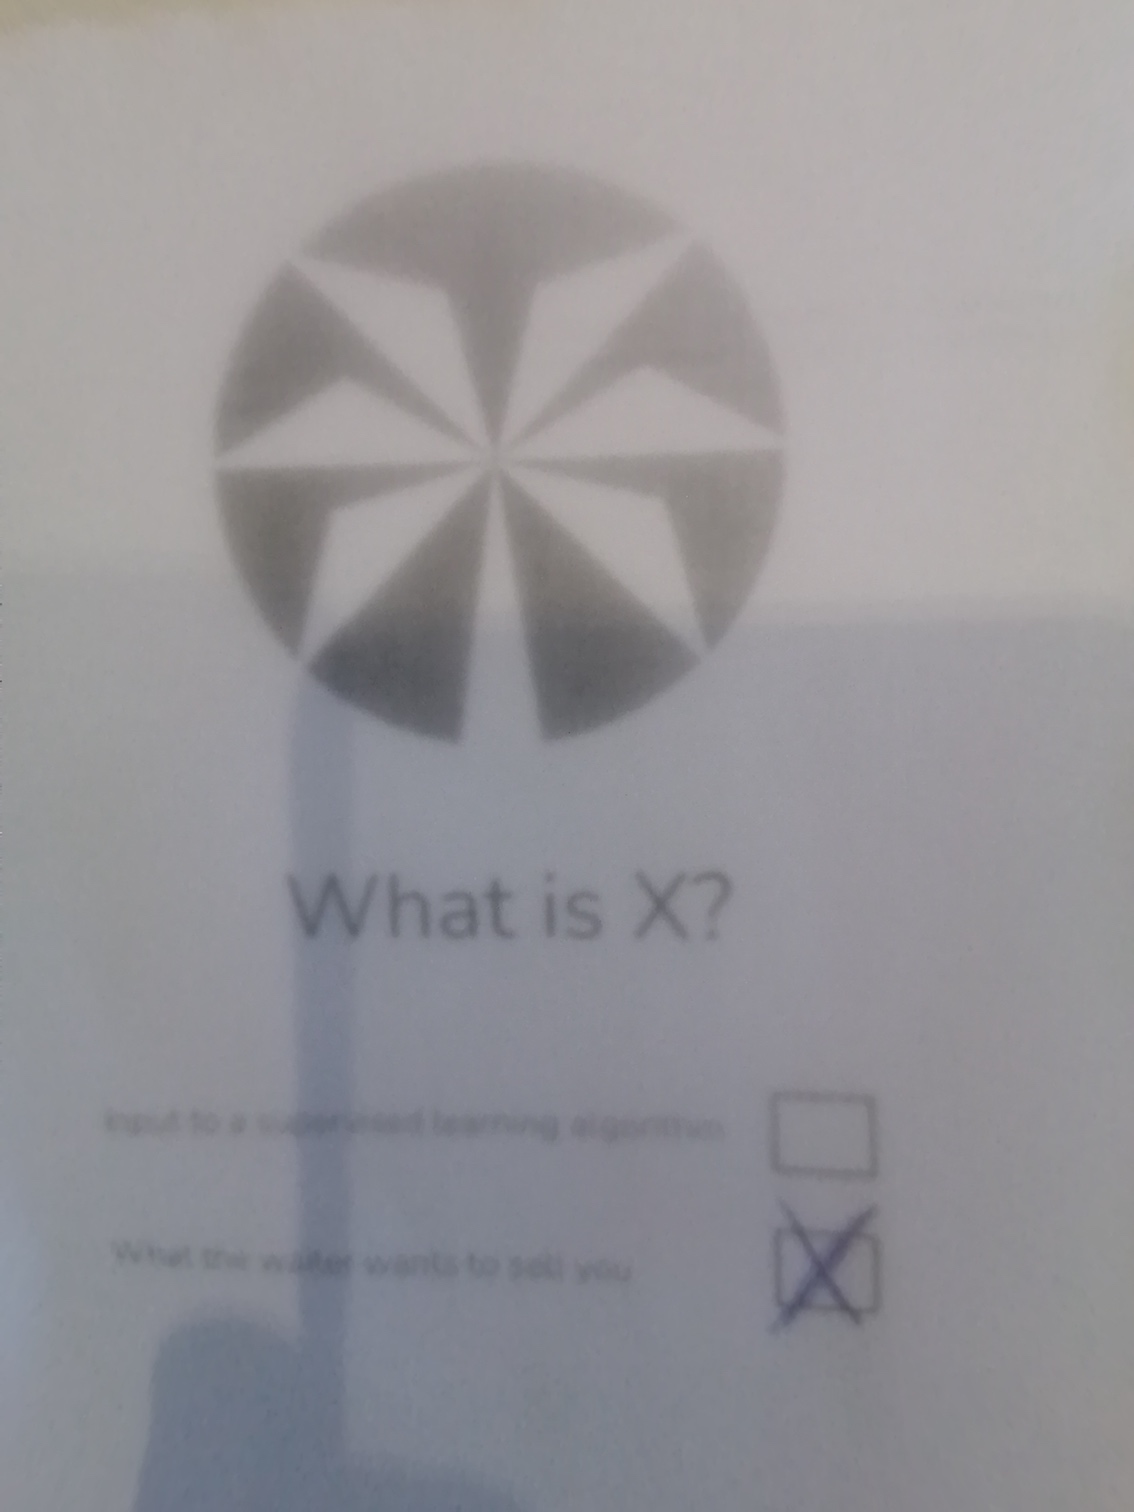 What is X?
Input to a supervised learning algorithm
What the waiter wants to sell you